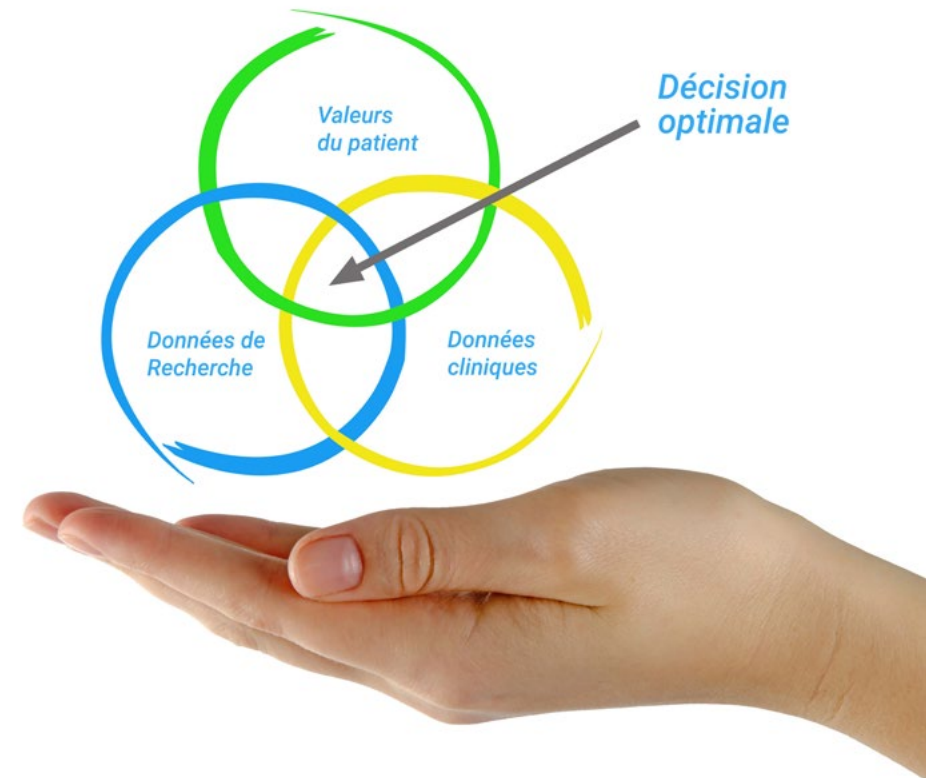 Décision
optimale
Valeurs
du patient
Données de
Recherche
Données
cliniques